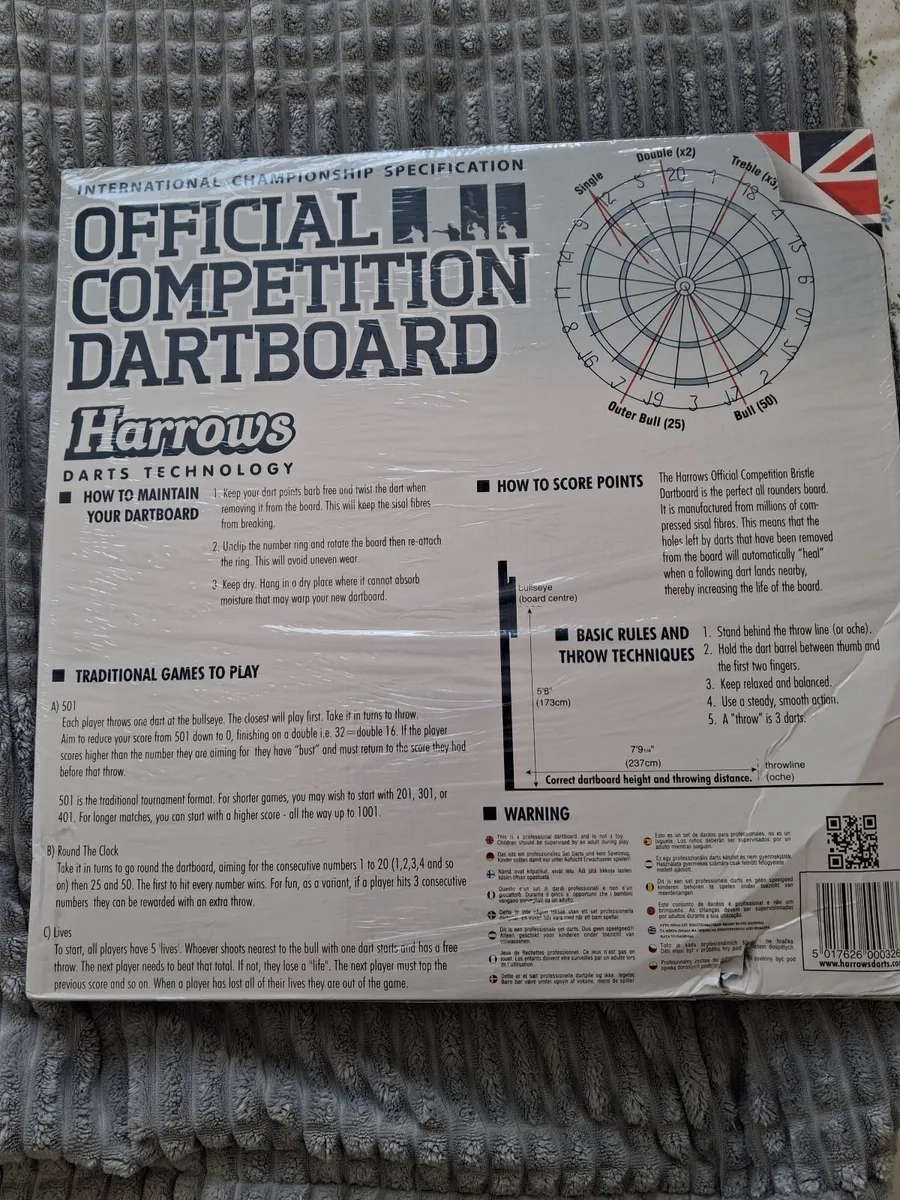 INTERNATIONAL CHAMPIONSHIP SPECIFICATION
OFFICIAL
COMPETITION
DARTBOARD
Harrows
DARTS TECHNOLOGY
Single
Double (x2)
Treble (x3)
20
1
18
4
13
6
10
15
2
17
3
19
7
16
8
11
14
9
12
5
Outer Bull (25)
Bull (50)
HOW TO MAINTAIN
YOUR DARTBOARD
1. Keep your dart points barb free and twist the dart when
removing it from the board. This will keep the sisal fibres
from breaking.
2. Unclip the number ring and rotate the board then re-attach
the ring. This will avoid uneven wear.
3. Keep dry. Hang in a dry place where it cannot absorb
moisture that may warp your new dartboard.
HOW TO SCORE POINTS
The Harrows Official Competition Bristle
Dartboard is the perfect all rounders board.
It is manufactured from millions of com-
pressed sisal fibres. This means that the
holes left by darts that have been removed
from the board will automatically "heal"
when a following dart lands nearby,
thereby increasing the life of the board.
bullseye
(board centre)
5'8"
(173cm)
7'9¼"
(237cm)
Correct dartboard height and throwing distance.
throwline
(oche)
BASIC RULES AND
THROW TECHNIQUES
1. Stand behind the throw line (or oche).
2. Hold the dart barrel between thumb and
the first two fingers.
3. Keep relaxed and balanced.
4. Use a steady, smooth action.
5. A "throw" is 3 darts.
TRADITIONAL GAMES TO PLAY
A) 501
Each player throws one dart at the bullseye. The closest will play first. Take it in turns to throw.
Aim to reduce your score from 501 down to 0, finishing on a double i.e. 32=double 16. If the player
scores higher than the number they are aiming for they have "bust" and must return to the score they had
before that throw.
501 is the traditional tournament format. For shorter games, you may wish to start with 201, 301, or
401. For longer matches, you can start with a higher score - all the way up to 1001.
B) Round The Clock
Take it in turns to go round the dartboard, aiming for the consecutive numbers 1 to 20 (1,2,3,4 and so
on) then 25 and 50. The first to hit every number wins. For fun, as a variant, if a player hits 3 consecutive
numbers they can be rewarded with an extra throw.
C) Lives
To start, all players have 5 'lives'. Whoever shoots nearest to the bull with one dart starts and has a free
throw. The next player needs to beat that total. If not, they lose a "life". The next player must top the
previous score and so on. When a player has lost all of their lives they are out of the game.
WARNING
This is a professional dartboard and is not a toy.
Children should be supervised by an adult during play.
5 017626 000326
www.harrowsdarts.com